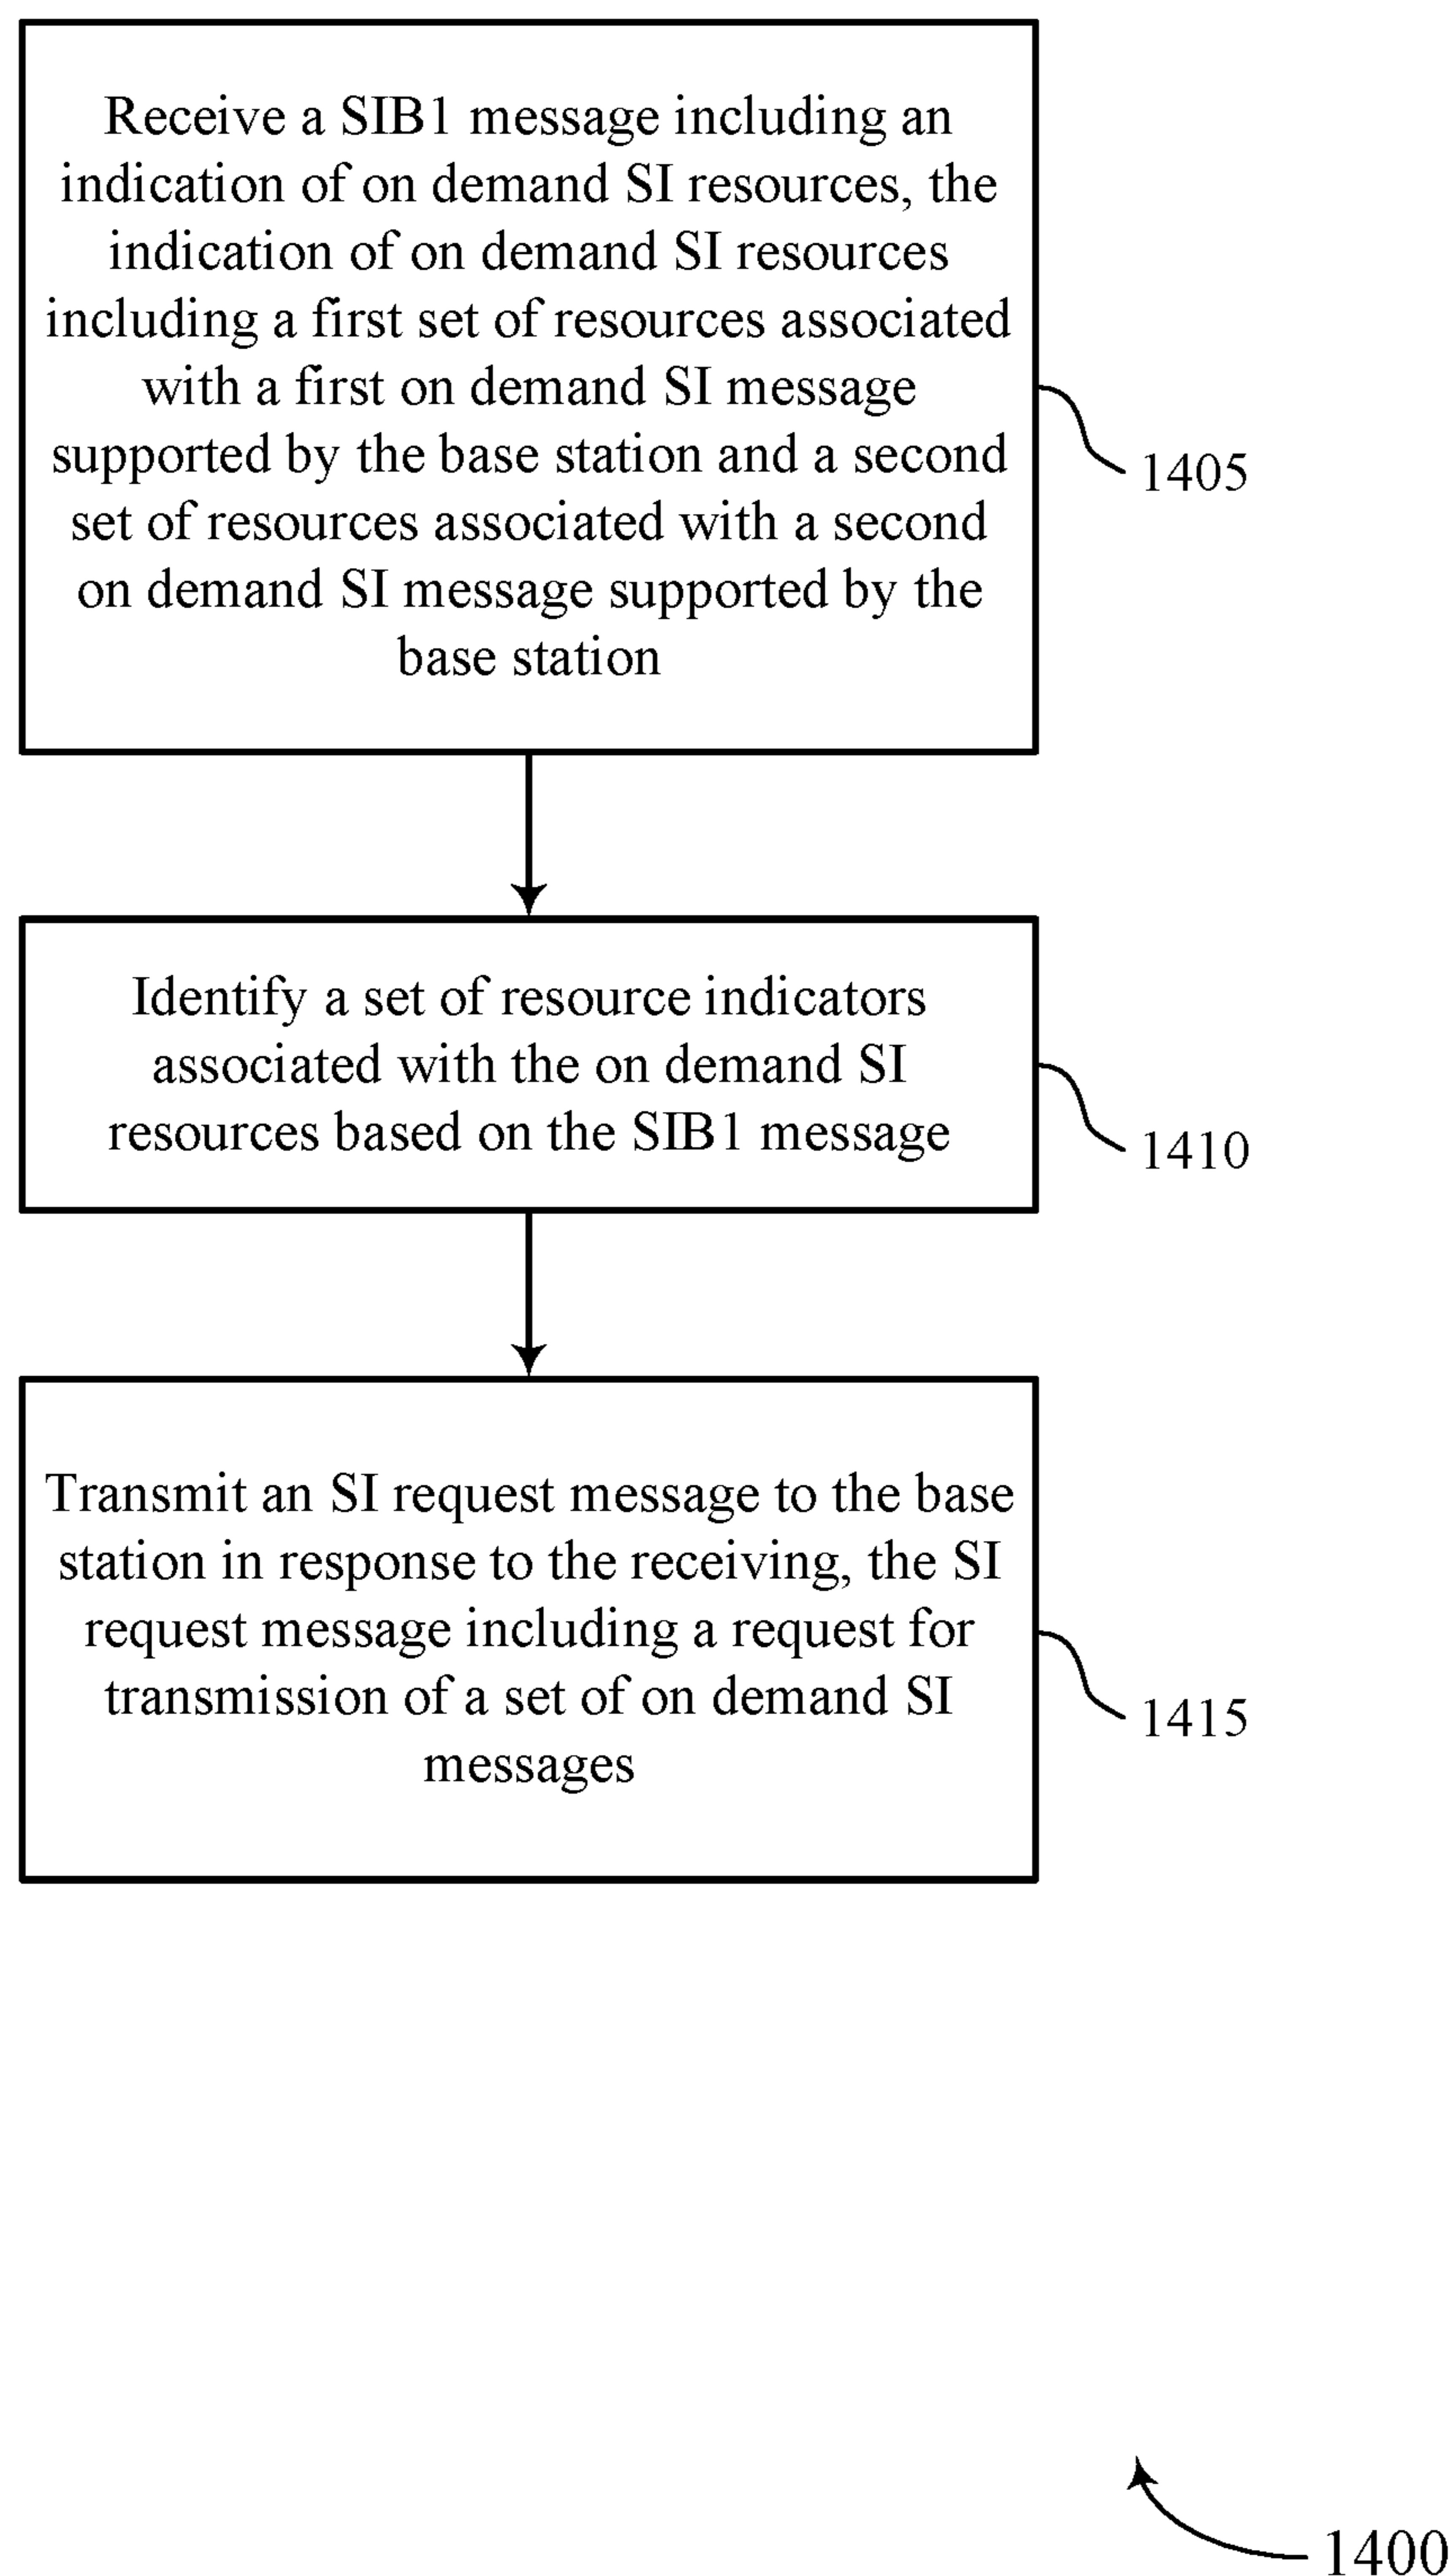 Receive a SIB1 message including an
indication of on demand SI resources, the
indication of on demand SI resources
including a first set of resources associated
with a first on demand SI message
supported by the base station and a second
set of resources associated with a second
on demand SI message supported by the
base station
1405
Identify a set of resource indicators
associated with the on demand SI
resources based on the SIB1 message
1410
Transmit an SI request message to the base
station in response to the receiving, the SI
request message including a request for
transmission of a set of on demand SI
messages
1415
1400